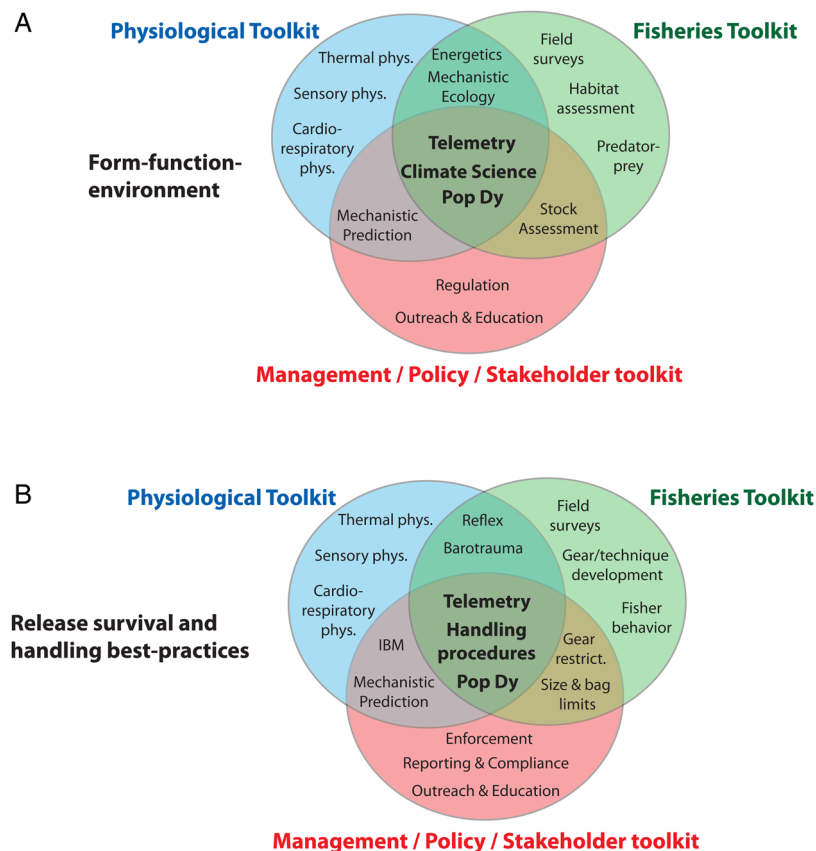 A
Physiological Toolkit
Fisheries Toolkit
Thermal phys.
Sensory phys.
Cardio-
respiratory
phys.
Energetics
Mechanistic
Ecology
Field
surveys
Habitat
assessment
Predator-
prey
Form-function-
environment
Telemetry
Climate Science
Pop Dy
Mechanistic
Prediction
Stock
Assessment
Regulation
Outreach & Education
Management / Policy / Stakeholder toolkit
B
Physiological Toolkit
Fisheries Toolkit
Thermal phys.
Sensory phys.
Cardio-
respiratory
phys.
Reflex
Barotrauma
Field
surveys
Gear/technique
development
Fisher
behavior
Release survival and
handling best-practices
Telemetry
Handling
procedures
Pop Dy
IBM
Mechanistic
Prediction
Gear
restrict.
Size & bag
limits
Enforcement
Reporting & Compliance
Outreach & Education
Management / Policy / Stakeholder toolkit